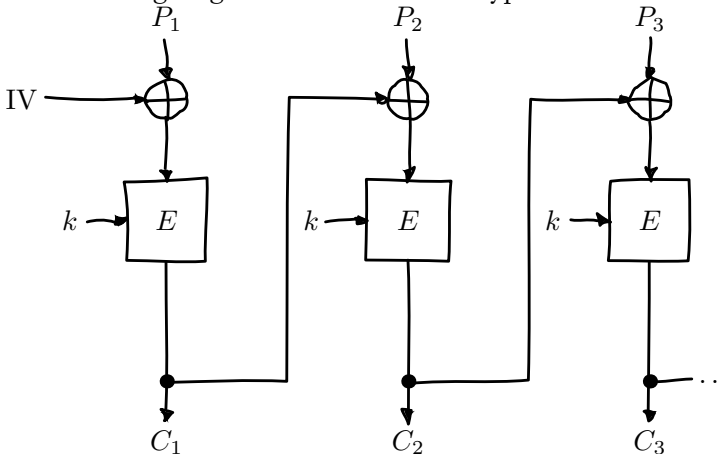 P₁ P₂ P₃
IV
k E k E k E
. .
C₁ C₂ C₃